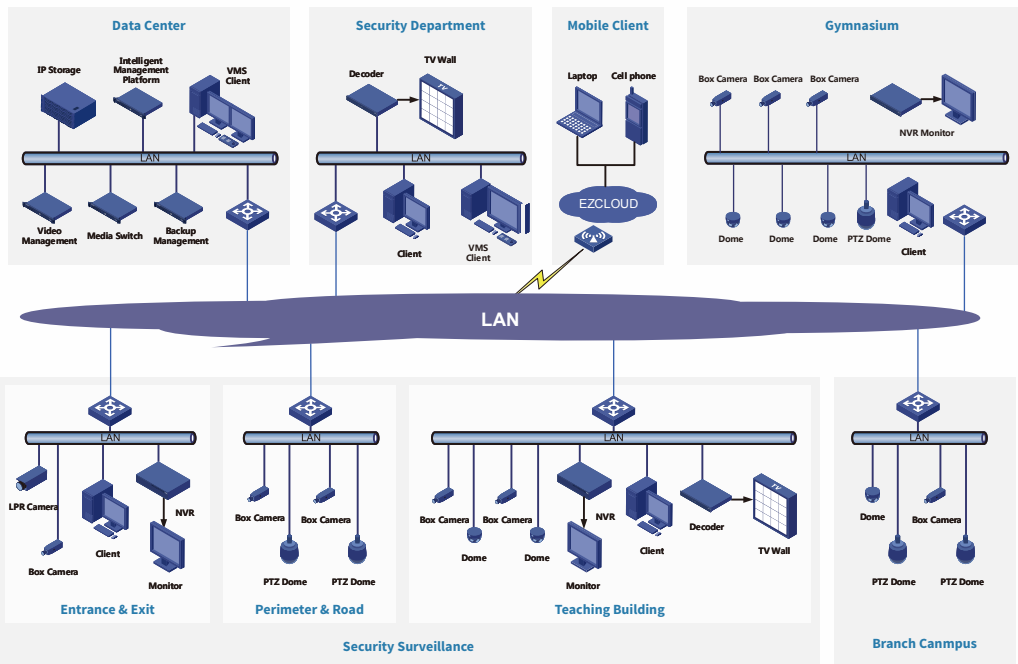 Data Center
IP Storage
Intelligent
Management
Platform
VMS
Client
LAN
Video
Management
Media Switch
Backup
Management
Security Department
Decoder
TV Wall
TV
LAN
Client
VMS
Client
Mobile Client
Laptop
Cell phone
EZCLOUD
Gymnasium
Box Camera
Box Camera
Box Camera
NVR Monitor
LAN
Dome
Dome
Dome
PTZ Dome
Client
LAN
LAN
LPR Camera
Box Camera
Client
NVR
Monitor
Entrance & Exit
LAN
Box Camera
Box Camera
PTZ Dome
PTZ Dome
Perimeter & Road
LAN
Box Camera
Box Camera
Dome
Dome
NVR
Monitor
Client
Decoder
TV
TV Wall
Teaching Building
Security Surveillance
LAN
Dome
Box Camera
PTZ Dome
PTZ Dome
Branch Canmpus